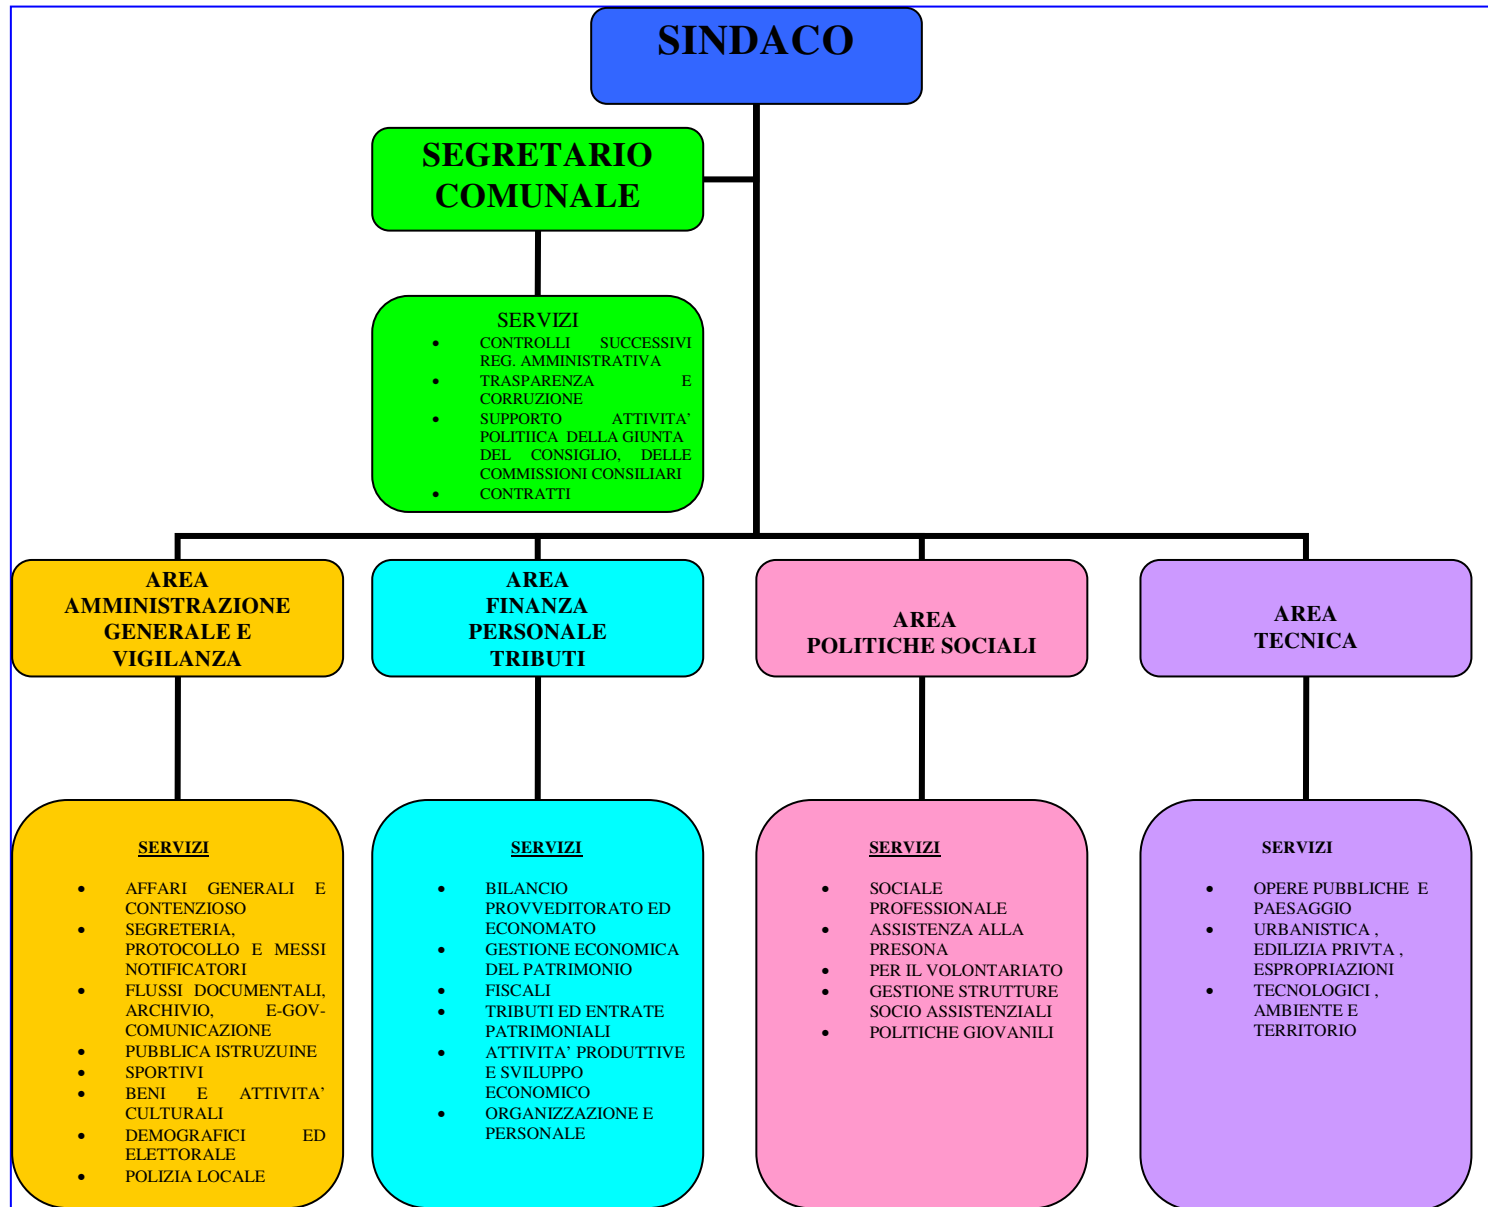 SINDACO
SEGRETARIO
COMUNALE
SERVIZI
• CONTROLLI SUCCESSIVI
REG. AMMINISTRATIVA
• TRASPARENZA E
CORRUZIONE
• SUPPORTO ATTIVITA’
POLITIICA DELLA GIUNTA
DEL CONSIGLIO, DELLE
COMMISSIONI CONSILIARI
• CONTRATTI
AREA
AMMINISTRAZIONE
GENERALE E
VIGILANZA
AREA
FINANZA
PERSONALE
TRIBUTI
AREA
POLITICHE SOCIALI
AREA
TECNICA
SERVIZI
• AFFARI GENERALI E
CONTENZIOSO
• SEGRETERIA,
PROTOCOLLO E MESSI
NOTIFICATORI
• FLUSSI DOCUMENTALI,
ARCHIVIO, E-GOV-
COMUNICAZIONE
• PUBBLICA ISTRUZUINE
• SPORTIVI
• BENI E ATTIVITA’
CULTURALI
• DEMOGRAFICI ED
ELETTORALE
• POLIZIA LOCALE
SERVIZI
• BILANCIO
PROVVEDITORATO ED
ECONOMATO
• GESTIONE ECONOMICA
DEL PATRIMONIO
• FISCALI
• TRIBUTI ED ENTRATE
PATRIMONIALI
• ATTIVITA’ PRODUTTIVE
E SVILUPPO
ECONOMICO
• ORGANIZZAZIONE E
PERSONALE
SERVIZI
• SOCIALE
PROFESSIONALE
• ASSISTENZA ALLA
PRESONA
• PER IL VOLONTARIATO
• GESTIONE STRUTTURE
SOCIO ASSISTENZIALI
• POLITICHE GIOVANILI
SERVIZI
• OPERE PUBBLICHE E
PAESAGGIO
• URBANISTICA ,
EDILIZIA PRIVTA ,
ESPROPRIAZIONI
• TECNOLOGICI ,
AMBIENTE E
TERRITORIO